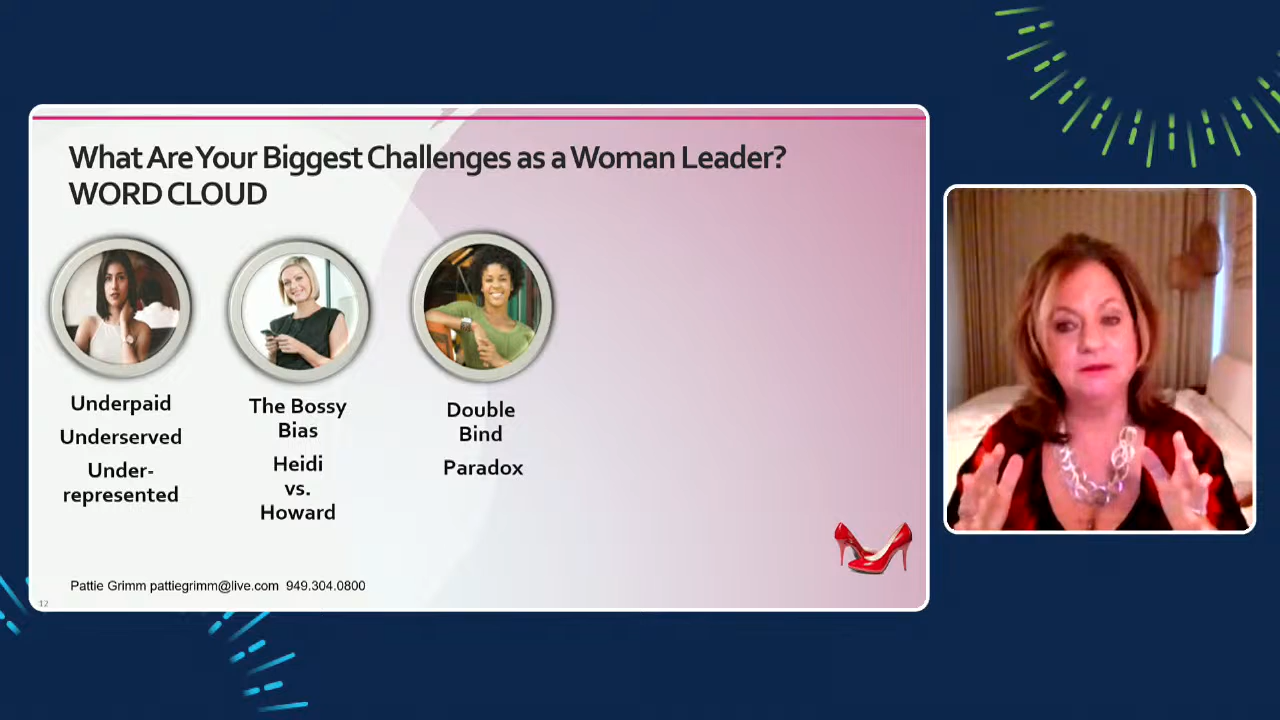 What Are Your Biggest Challenges as a Woman Leader?
WORD CLOUD
Underpaid
Underserved
Under-
represented
The Bossy
Bias
Heidi
vs.
Howard
Double
Bind
Paradox
Pattie Grimm pattiegrimm@live.com 949.304.0800
12